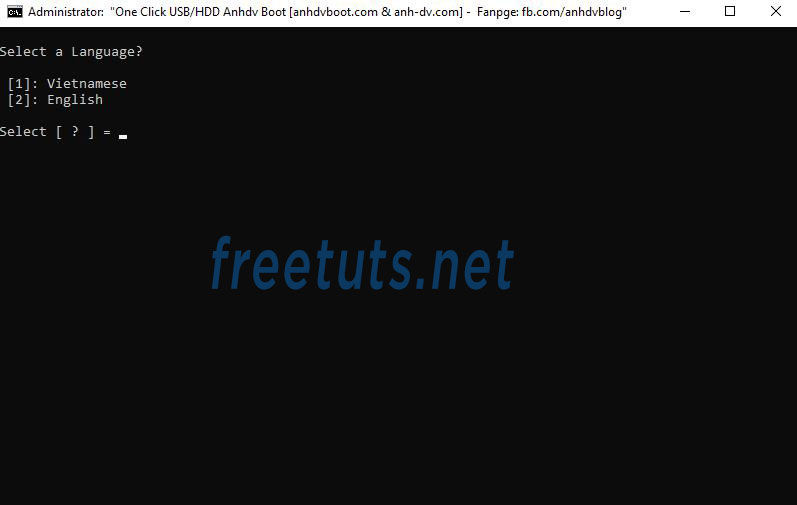 Administrator: "One Click USB/HDD Anhdv Boot [anhdvboot.com & anh-dv.com] - Fanpge: fb.com/anhdvblog"
Select a Language?
[1]: Vietnamese
[2]: English
Select [ ? ] =
freetuts.net